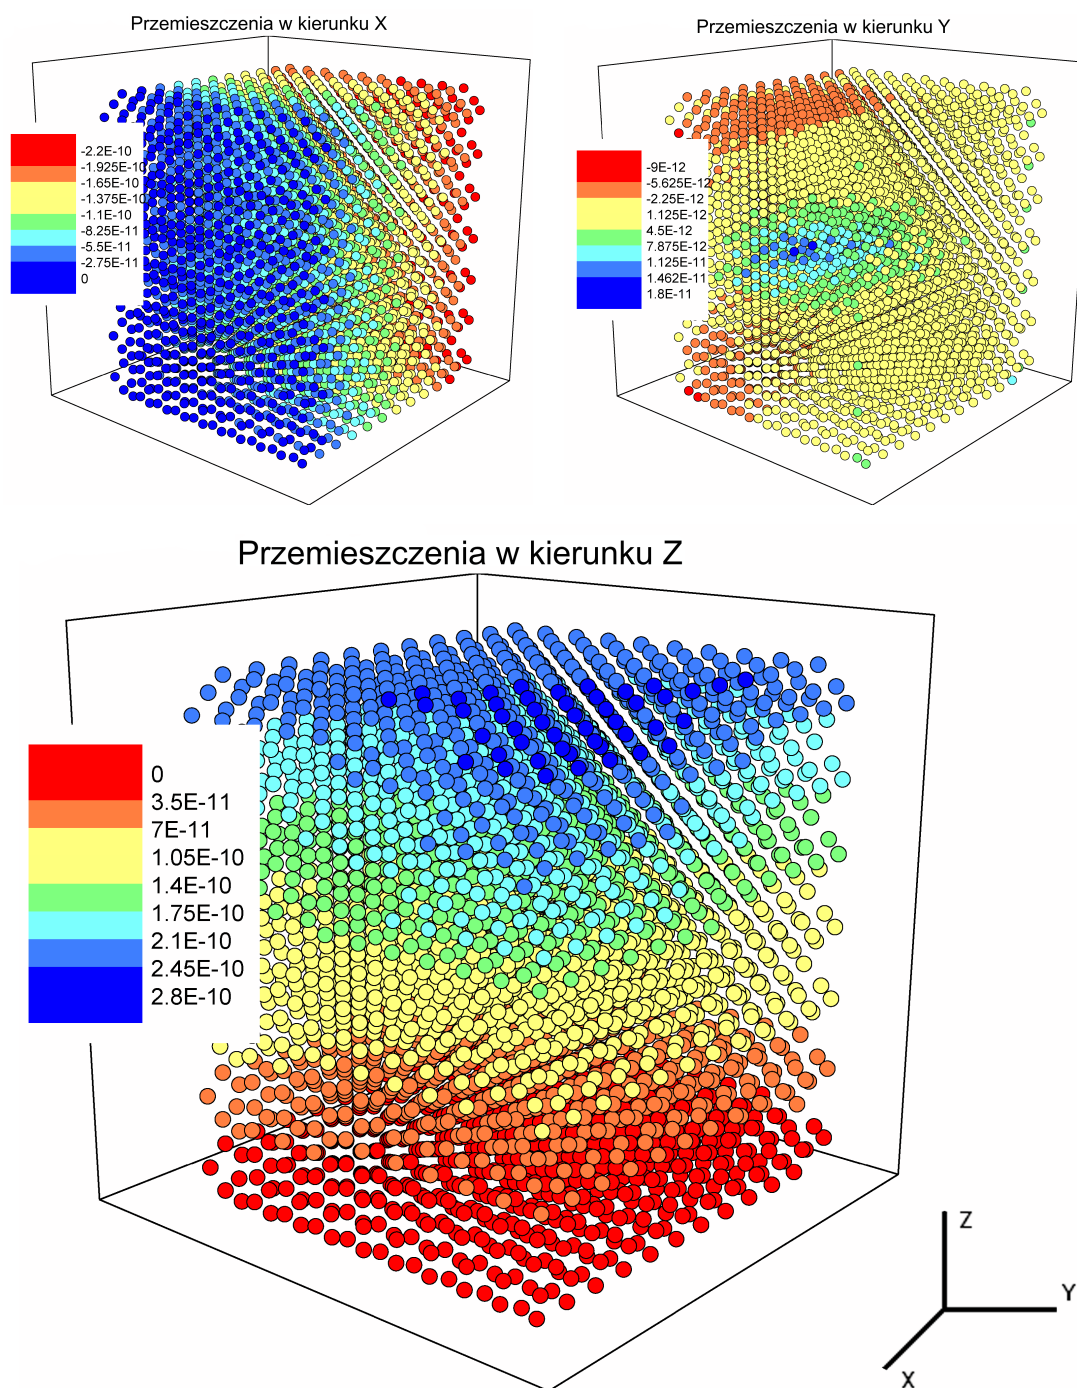 Przemieszczenia w kierunku X
-2.2E-10
-1.925E-10
-1.65E-10
-1.375E-10
-1.1E-10
-8.25E-11
-5.5E-11
-2.75E-11
0
Przemieszczenia w kierunku Y
-9E-12
-5.625E-12
-2.25E-12
1.125E-12
4.5E-12
7.875E-12
1.125E-11
1.462E-11
1.8E-11
Przemieszczenia w kierunku Z
0
3.5E-11
7E-11
1.05E-10
1.4E-10
1.75E-10
2.1E-10
2.45E-10
2.8E-10
Z
Y
X